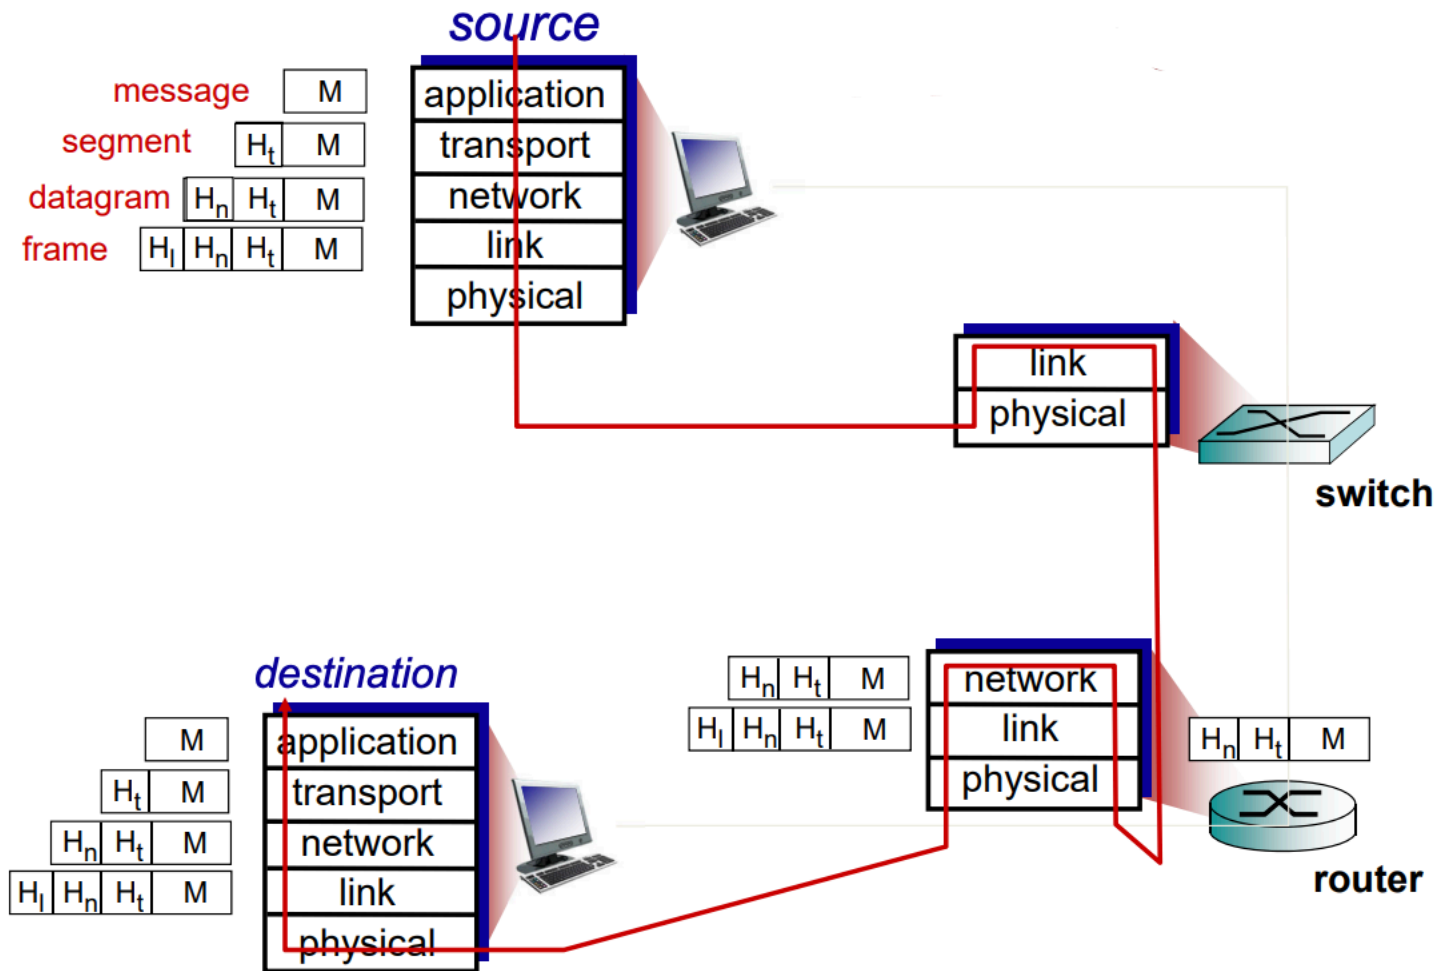 source
message M application
segment Ht M transport
datagram Hn Ht M network
frame Hl Hn Ht M link
physical
link
physical
switch
destination
M application
Ht M transport
Hn Ht M network
Hl Hn Ht M link
physical
Hn Ht M network
Hl Hn Ht M link
physical
Hn Ht M
router